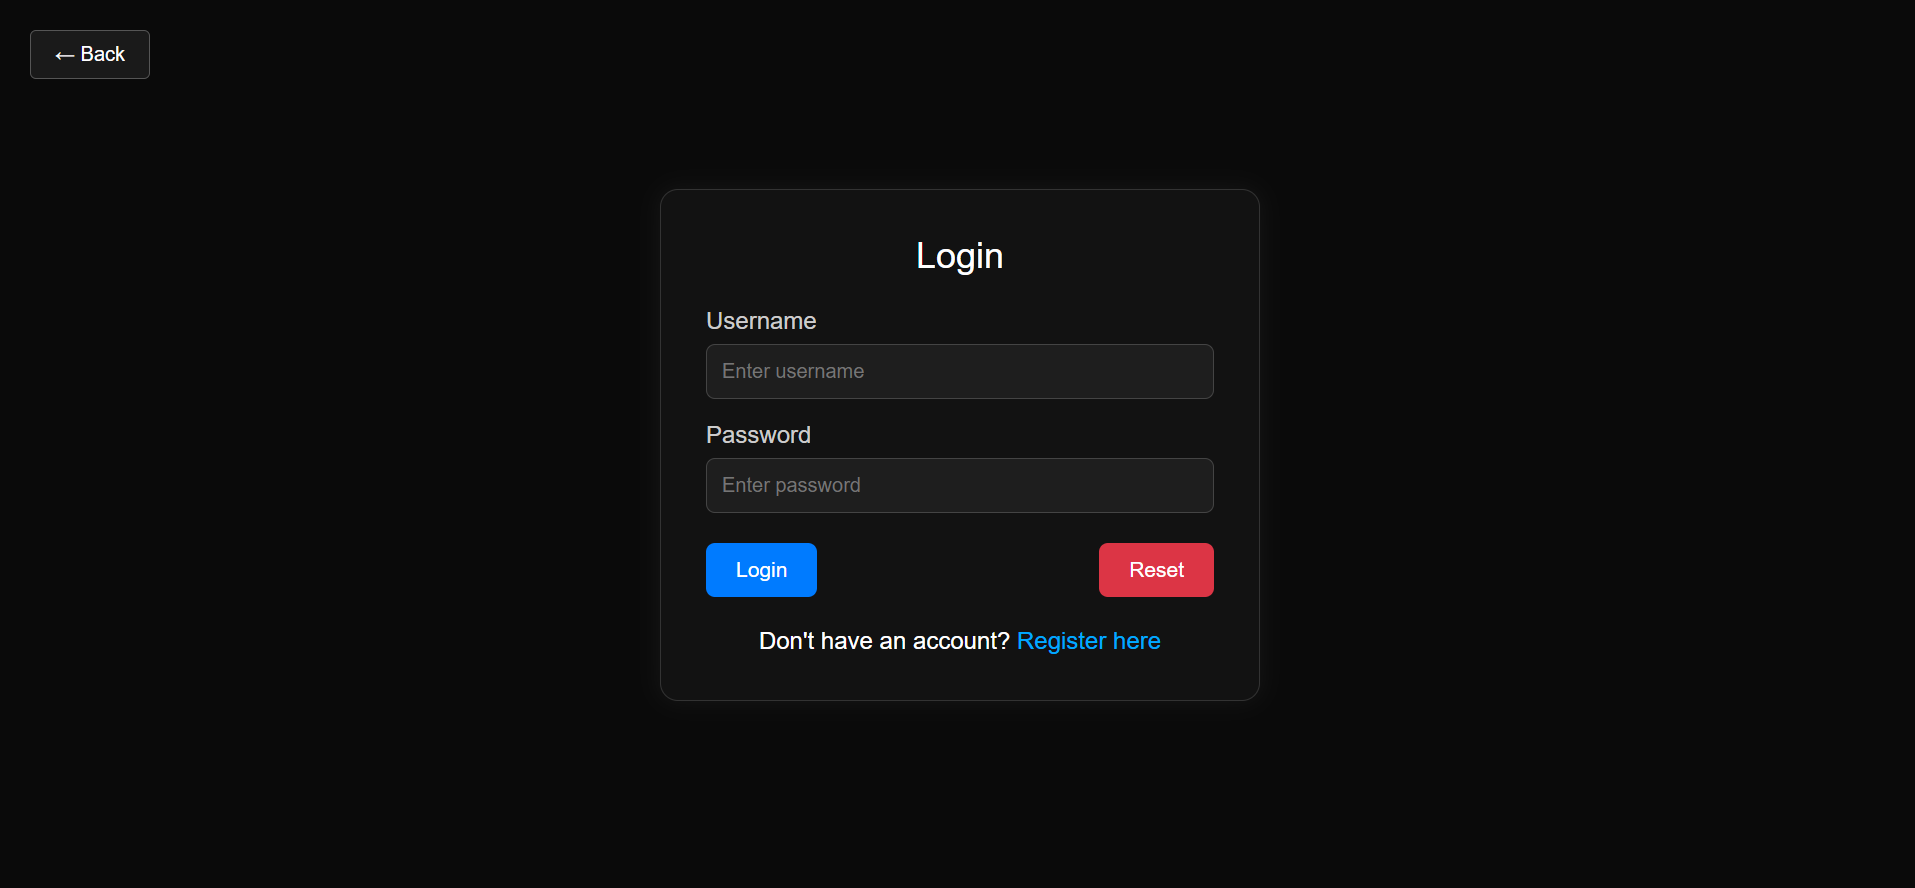 ← Back
Login
Username
Enter username
Password
Enter password
Login Reset
Don't have an account? Register here